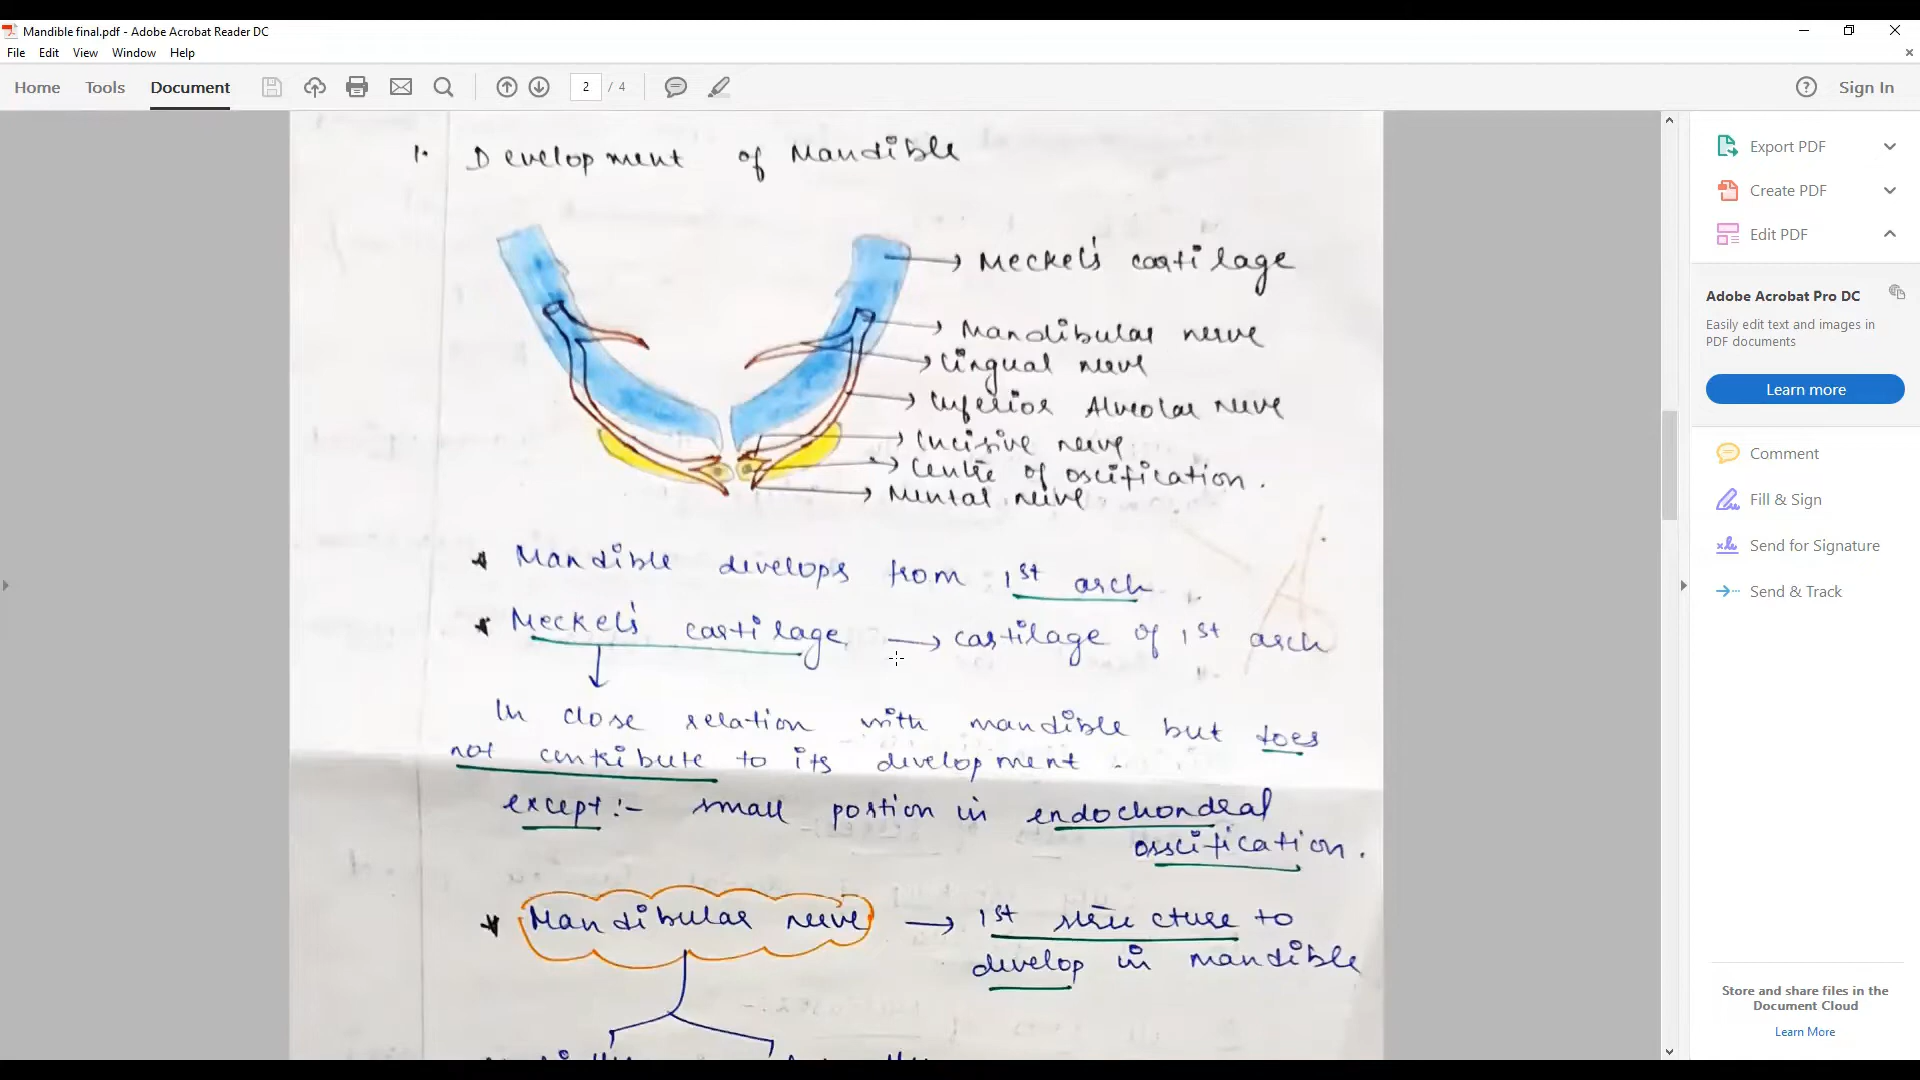 Mandible final.pdf - Adobe Acrobat Reader DC
File Edit View Window Help
Home Tools Document 2 / 4 Sign In
1. Development of Mandible
Meckel's cartilage
Mandibular nerve
Lingual nerve
Inferior Alveolar nerve
Incisive nerve
Centre of oscification.
Mental nerve
* Mandible develops from 1st arch
* Meckel's cartilage → cartilage of 1st arch
In close relation with mandible but toes
not contribute to its development.
except:- small portion in endochondral
ossification.
* Mandibular nerve → 1st structure to
develop in mandible
Export PDF
Create PDF
Edit PDF
Adobe Acrobat Pro DC
Easily edit text and images in
PDF documents
Learn more
Comment
Fill & Sign
Send for Signature
Send & Track
Store and share files in the
Document Cloud
Learn More